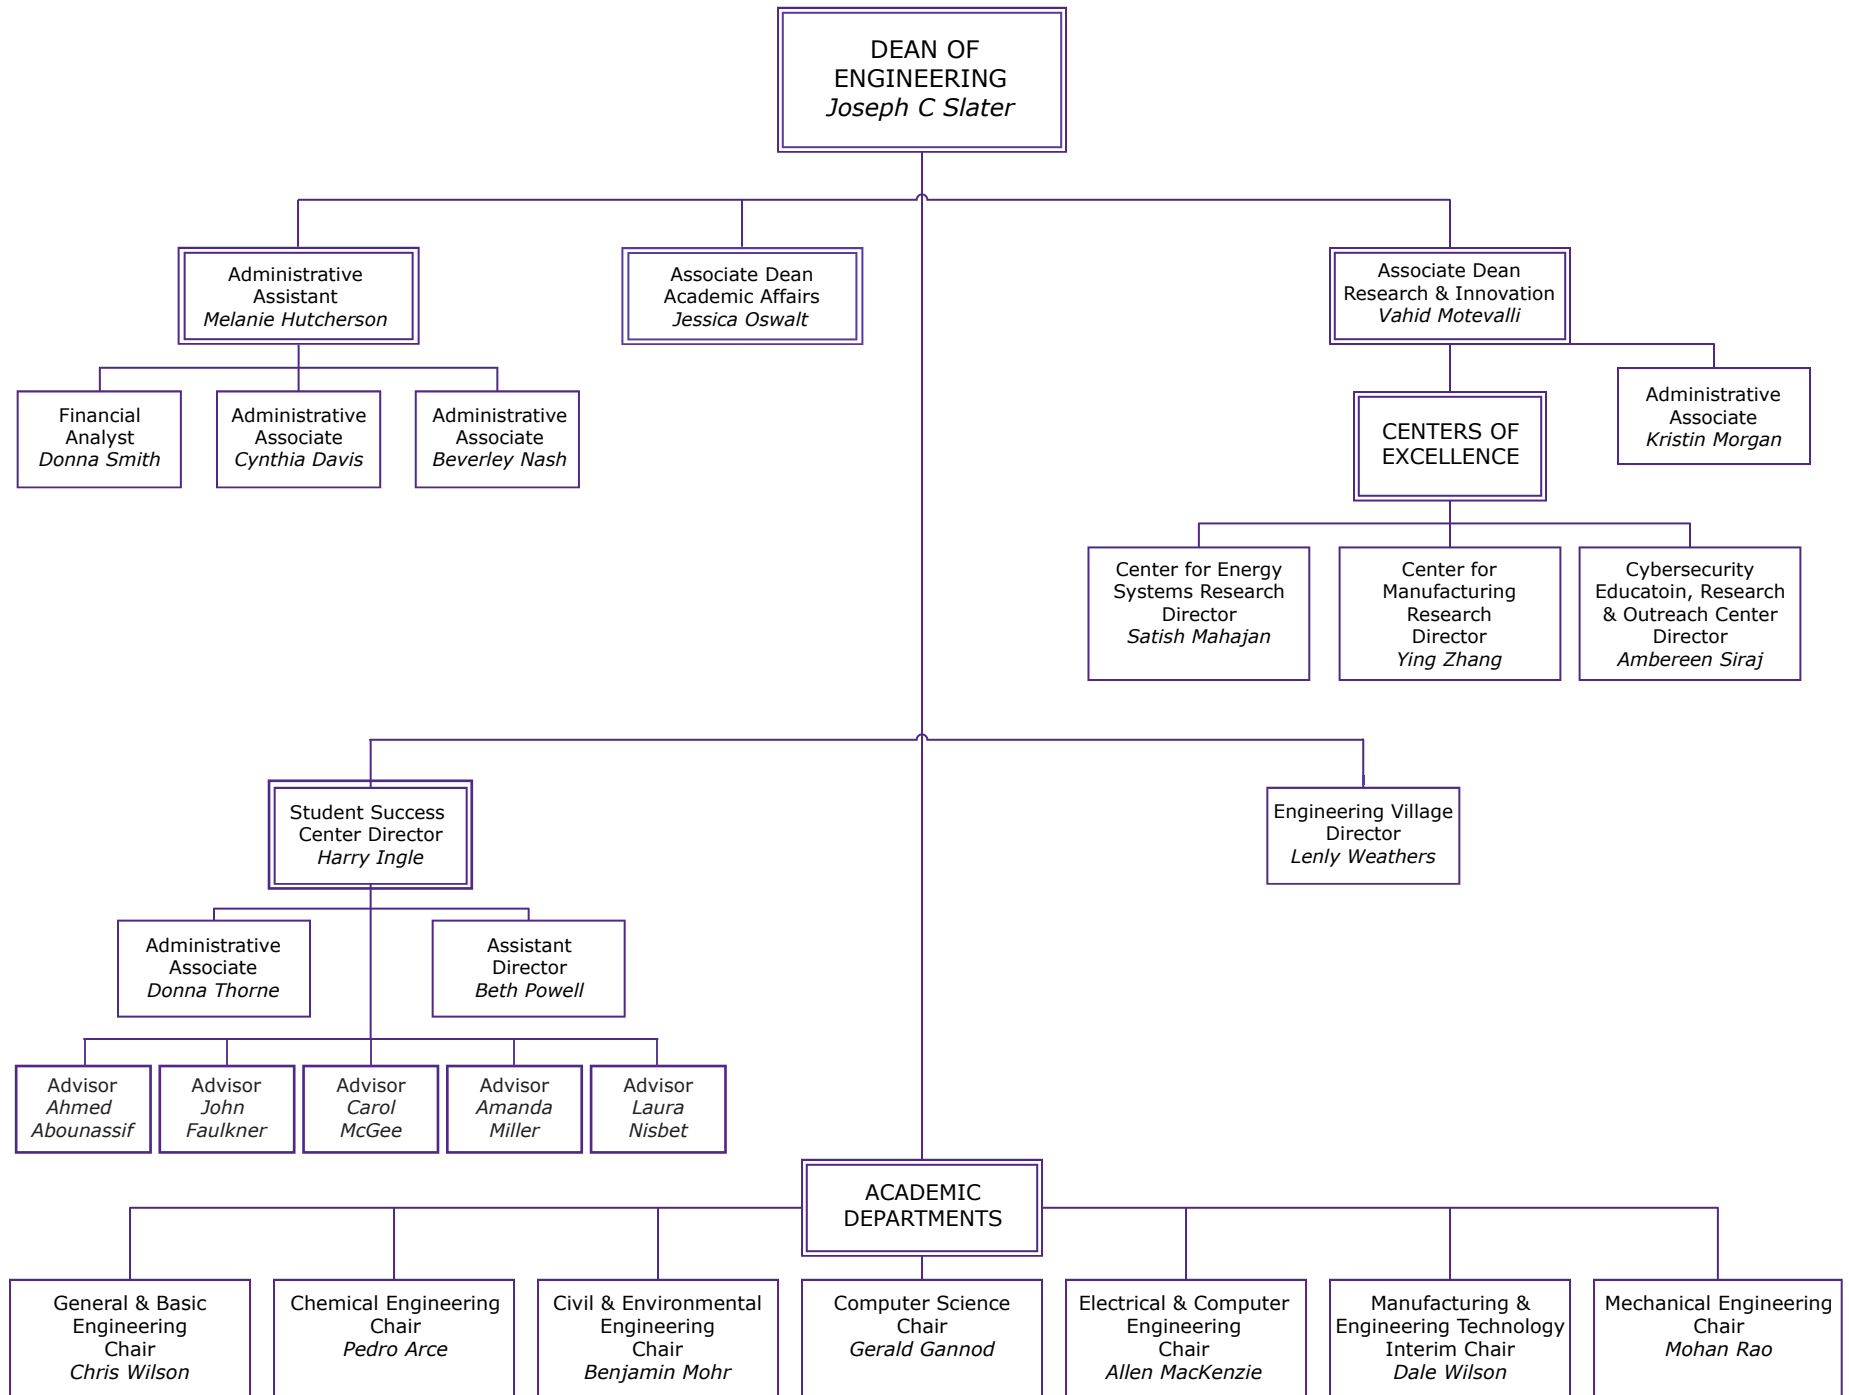 DEAN OF
ENGINEERING
Joseph C Slater
Administrative
Assistant
Melanie Hutcherson
Associate Dean
Academic Affairs
Jessica Oswalt
Associate Dean
Research & Innovation
Vahid Motevalli
Financial
Analyst
Donna Smith
Administrative
Associate
Cynthia Davis
Administrative
Associate
Beverley Nash
CENTERS OF
EXCELLENCE
Administrative
Associate
Kristin Morgan
Center for Energy
Systems Research
Director
Satish Mahajan
Center for
Manufacturing
Research
Director
Ying Zhang
Cybersecurity
Educatoin, Research
& Outreach Center
Director
Ambereen Siraj
Student Success
Center Director
Harry Ingle
Engineering Village
Director
Lenly Weathers
Administrative
Associate
Donna Thorne
Assistant
Director
Beth Powell
Advisor
Ahmed
Abounassif
Advisor
John
Faulkner
Advisor
Carol
McGee
Advisor
Amanda
Miller
Advisor
Laura
Nisbet
ACADEMIC
DEPARTMENTS
General & Basic
Engineering
Chair
Chris Wilson
Chemical Engineering
Chair
Pedro Arce
Civil & Environmental
Engineering
Chair
Benjamin Mohr
Computer Science
Chair
Gerald Gannod
Electrical & Computer
Engineering
Chair
Allen MacKenzie
Manufacturing &
Engineering Technology
Interim Chair
Dale Wilson
Mechanical Engineering
Chair
Mohan Rao